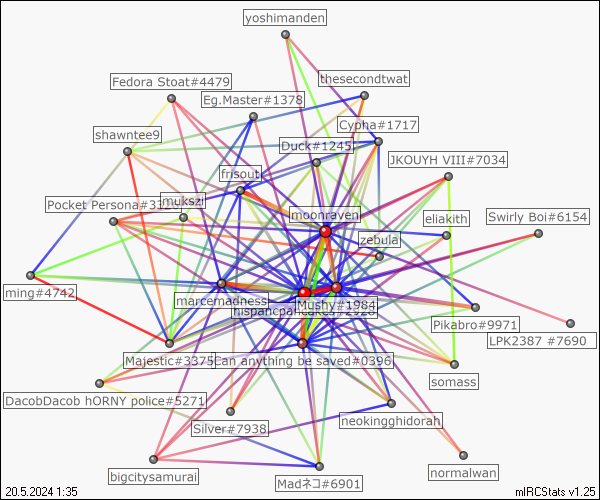 yoshimanden
thesecondtwat
Fedora Stoat#4479
Eg.Master#1378
Cypha#1717
shawntee9
Duck#1245
JKOUYH VIII#7034
frisout
Pocket Persona#3
mukszi
moonraven
eliakith
Swirly Boi#6154
zebula
ming#4742
marcemadness
Mushy#1984
Pikabro#9971
LPK2387 #7690
Majestic#3375
Can anything be saved#0396
somass
DacobDacob hORNY police#5271
Silver#7938
neokingghidorah
bigcitysamurai
Madネコ#6901
normalwan
20.5.2024 1:35
mIRCStats v1.25